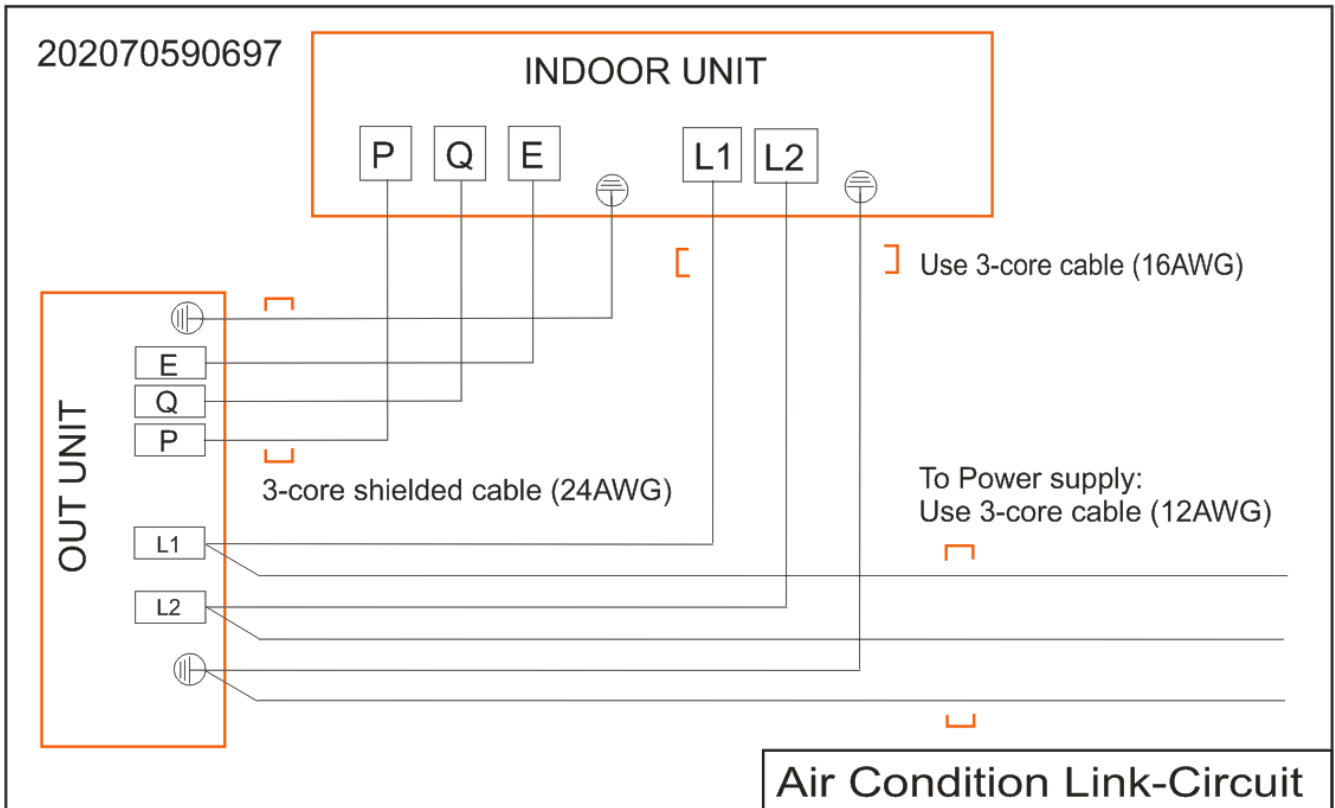 202070590697
INDOOR UNIT
P Q E L1 L2
Use 3-core cable (16AWG)
OUT UNIT
E
Q
P
3-core shielded cable (24AWG)
L1
L2
To Power supply:
Use 3-core cable (12AWG)
Air Condition Link-Circuit